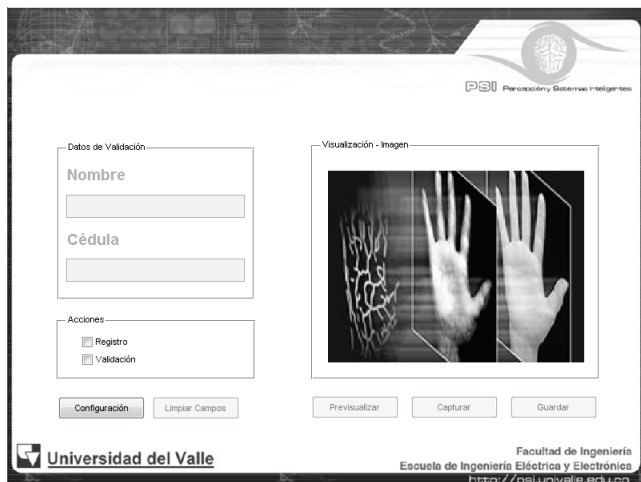 PSI Percepción y Sistemas Inteligentes
Datos de Validación
Nombre
Cédula
Visualización - Imagen
Acciones
Registro
Validación
Configuración
Limpiar Campos
Previsualizar
Capturar
Guardar
Universidad del Valle
Facultad de Ingeniería
Escuela de Ingeniería Eléctrica y Electrónica
http://psi.univalle.edu.co